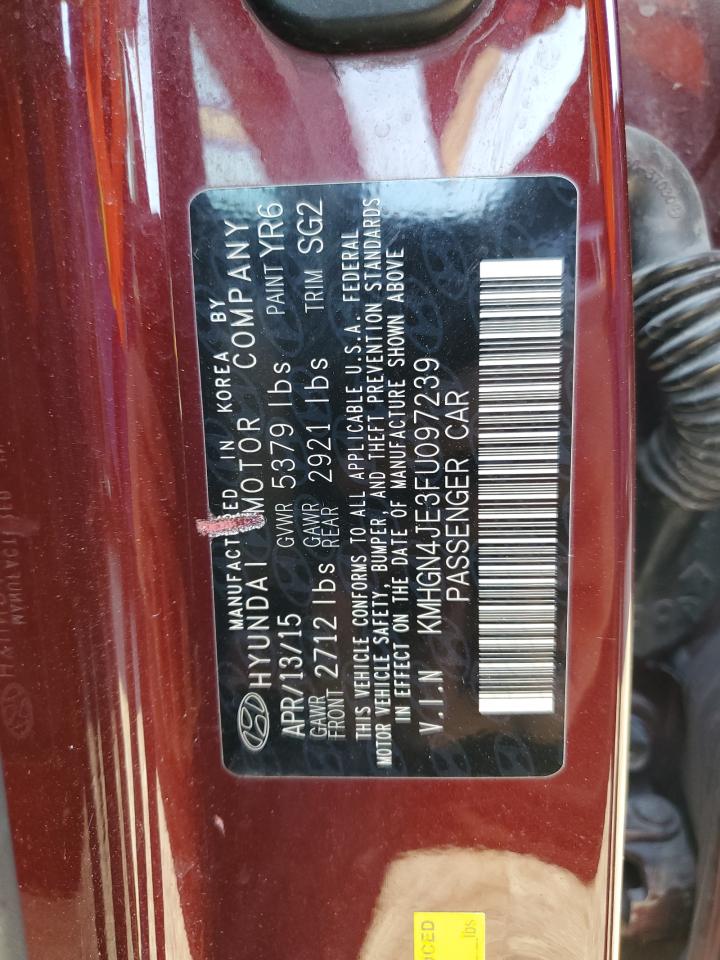 MANUFACTURED IN KOREA BY
HYUNDAI MOTOR COMPANY
APR/13/15 GVWR 5379 lbs PAINT YR6
GAWR FRONT 2712 lbs GAWR REAR 2921 lbs TRIM SG2
THIS VEHICLE CONFORMS TO ALL APPLICABLE U.S.A. FEDERAL
MOTOR VEHICLE SAFETY, BUMPER, AND THEFT PREVENTION STANDARDS
IN EFFECT ON THE DATE OF MANUFACTURE SHOWN ABOVE
V.I.N KMHGN4JE3FU097239
PASSENGER CAR
lbs